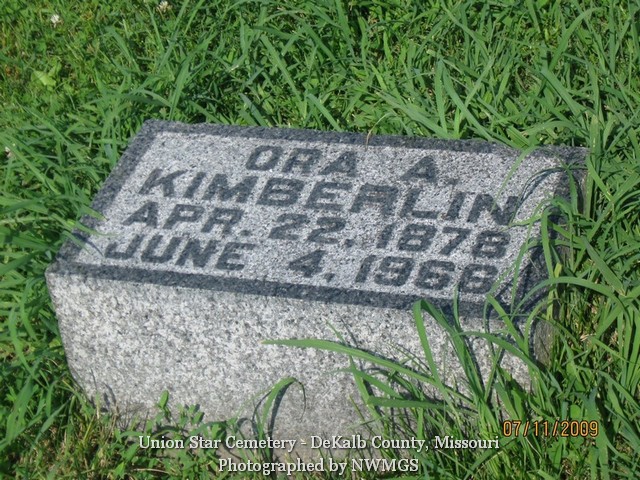 ORA A.
KIMBERLIN
APR. 22, 1878
JUNE 4, 1968
07/11/2009
Union Star Cemetery - DeKalb County, Missouri
Photographed by NWMGS